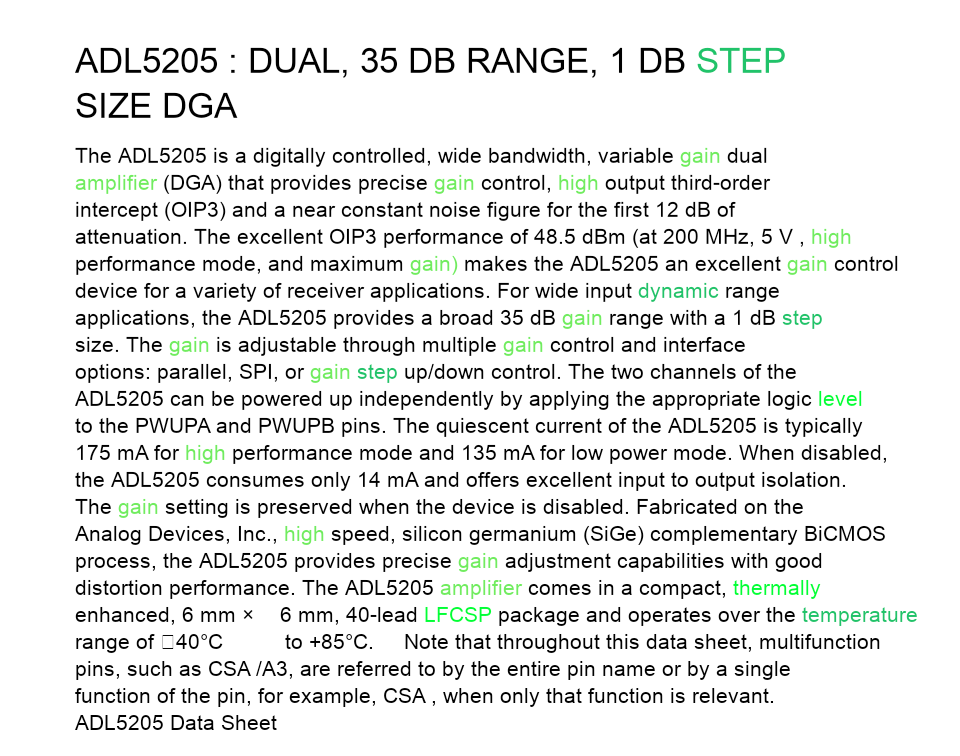 ADL5205 : DUAL, 35 DB RANGE, 1 DB STEP
SIZE DGA
The ADL5205 is a digitally controlled, wide bandwidth, variable gain dual
amplifier (DGA) that provides precise gain control, high output third-order
intercept (OIP3) and a near constant noise figure for the first 12 dB of
attenuation. The excellent OIP3 performance of 48.5 dBm (at 200 MHz, 5 V , high
performance mode, and maximum gain) makes the ADL5205 an excellent gain control
device for a variety of receiver applications. For wide input dynamic range
applications, the ADL5205 provides a broad 35 dB gain range with a 1 dB step
size. The gain is adjustable through multiple gain control and interface
options: parallel, SPI, or gain step up/down control. The two channels of the
ADL5205 can be powered up independently by applying the appropriate logic level
to the PWUPA and PWUPB pins. The quiescent current of the ADL5205 is typically
175 mA for high performance mode and 135 mA for low power mode. When disabled,
the ADL5205 consumes only 14 mA and offers excellent input to output isolation.
The gain setting is preserved when the device is disabled. Fabricated on the
Analog Devices, Inc., high speed, silicon germanium (SiGe) complementary BiCMOS
process, the ADL5205 provides precise gain adjustment capabilities with good
distortion performance. The ADL5205 amplifier comes in a compact, thermally
enhanced, 6 mm × 6 mm, 40-lead LFCSP package and operates over the temperature
range of □40°C to +85°C. Note that throughout this data sheet, multifunction
pins, such as CSA /A3, are referred to by the entire pin name or by a single
function of the pin, for example, CSA , when only that function is relevant.
ADL5205 Data Sheet